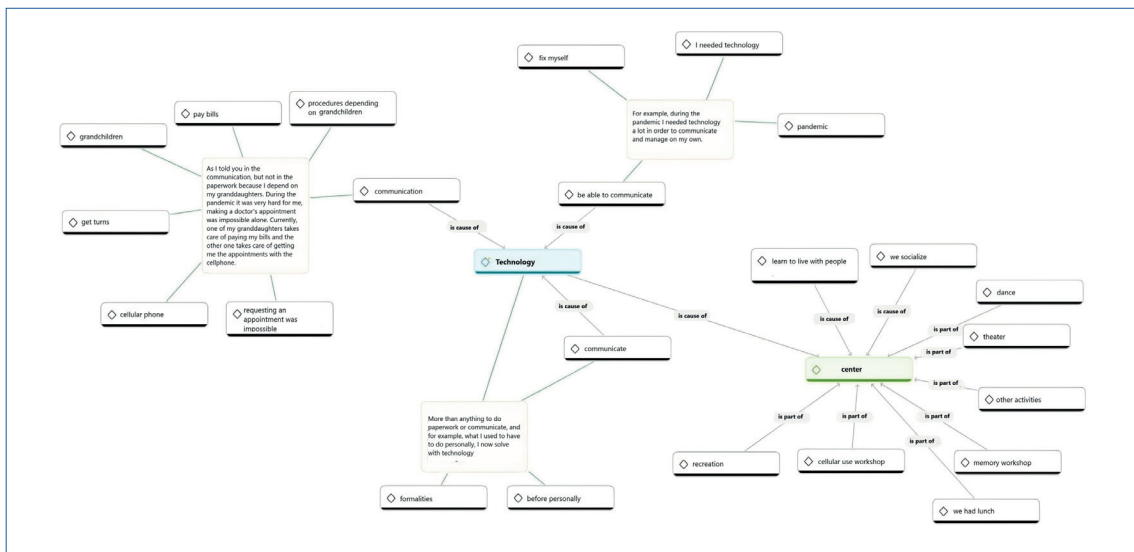 I needed technology
fix myself
For example, during the
pandemic I needed technology
a lot in order to communicate
and manage on my own.
pandemic
be able to communicate
is cause of
procedures depending
on grandchildren
pay bills
grandchildren
As I told you in the
communication, but not in the
paperwork because I depend on
my granddaughters. During the
pandemic it was very hard for me,
making a doctor's appointment
was impossible alone. Currently,
one of my granddaughters takes
care of paying my bills and the
other one takes care of getting
me the appointments with the
cellphone.
communication
is cause of
get turns
cellular phone
requesting an
appointment was
impossible
Technology
is cause of
communicate
is cause of
More than anything to do
paperwork or communicate, and
for example, what I used to have
to do personally, I now solve
with technology
formalities
before personally
learn to live with people
is cause of
we socialize
is cause of
dance
is part of
theater
is part of
center
is part of
other activities
is part of
recreation
is part of
cellular use workshop
is part of
memory workshop
is part of
we had lunch